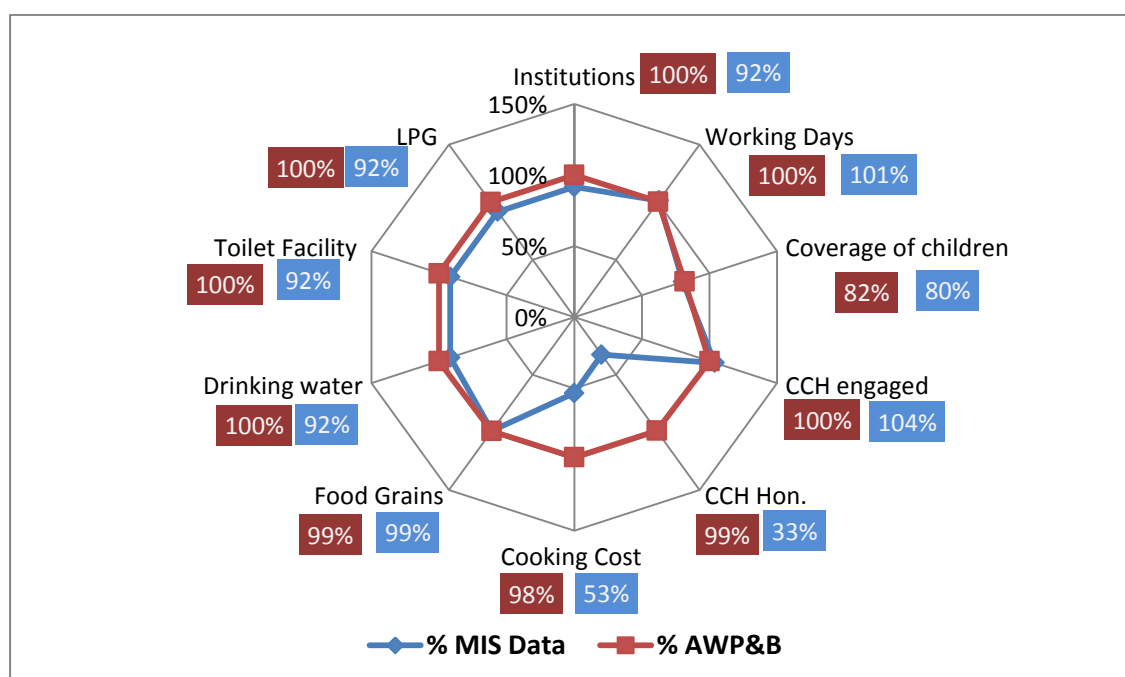 Institutions 100% 92%
150%
LPG
Working Days
100% 92%
100%
100% 101%
Toilet Facility
50%
Coverage of children
100% 92%
82% 80%
0%
Drinking water
CCH engaged
100% 92%
100% 104%
Food Grains
CCH Hon.
99% 99%
99% 33%
Cooking Cost
98% 53%
% MIS Data % AWP&B